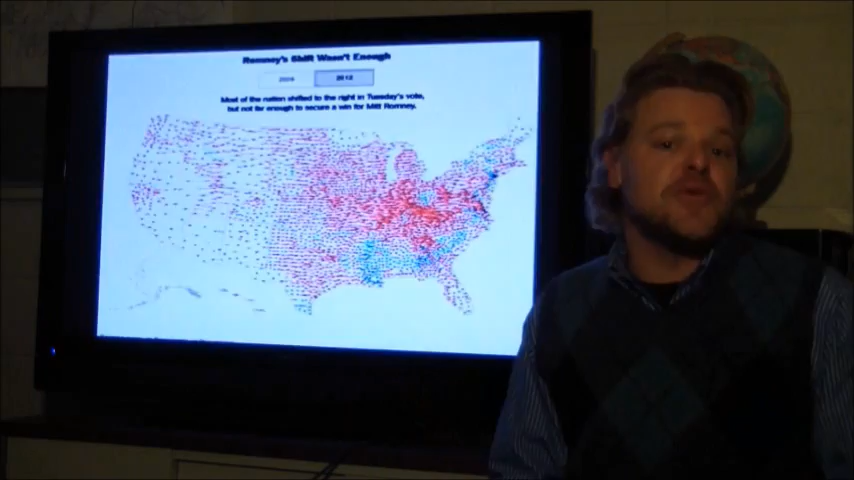 Romney's Shift Wasn't Enough
2008
2012
Most of the nation shifted to the right in Tuesday's vote,
but not far enough to secure a win for Mitt Romney.